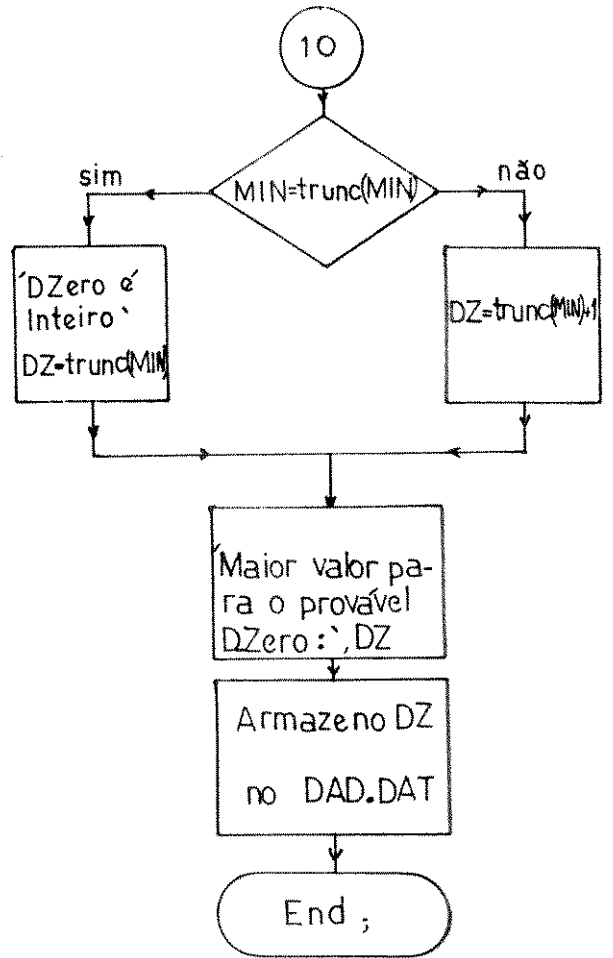 10
MIN=trunc(MIN)
sim
não
´DZero é
Inteiro`
DZ=trunc(MIN)
DZ=trunc(MIN)+1
´Maior valor pa-
ra o provável
DZero:`, DZ
Armazeno DZ
no DAD.DAT
End ;